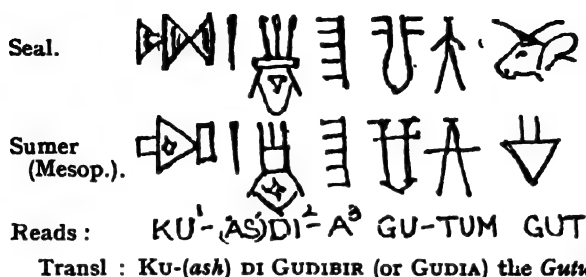 Seal.
Sumer
(Mesop.).
Reads : KU¹-(AS)DI²-A³ GU-TUM GUT
Transl : KU-(ash) DI GUDIBIR (or GUDIA) the